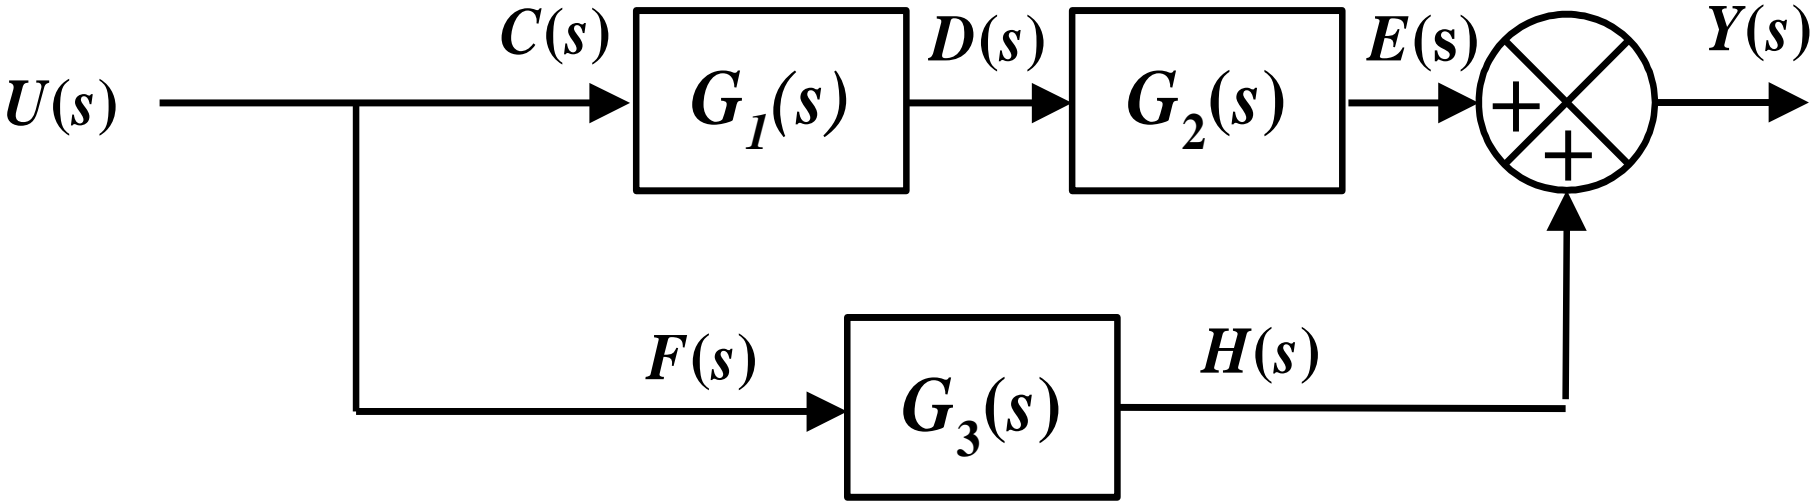 U(s)
C(s)
G1(s)
D(s)
G2(s)
E(s)
+
+
Y(s)
F(s)
G3(s)
H(s)